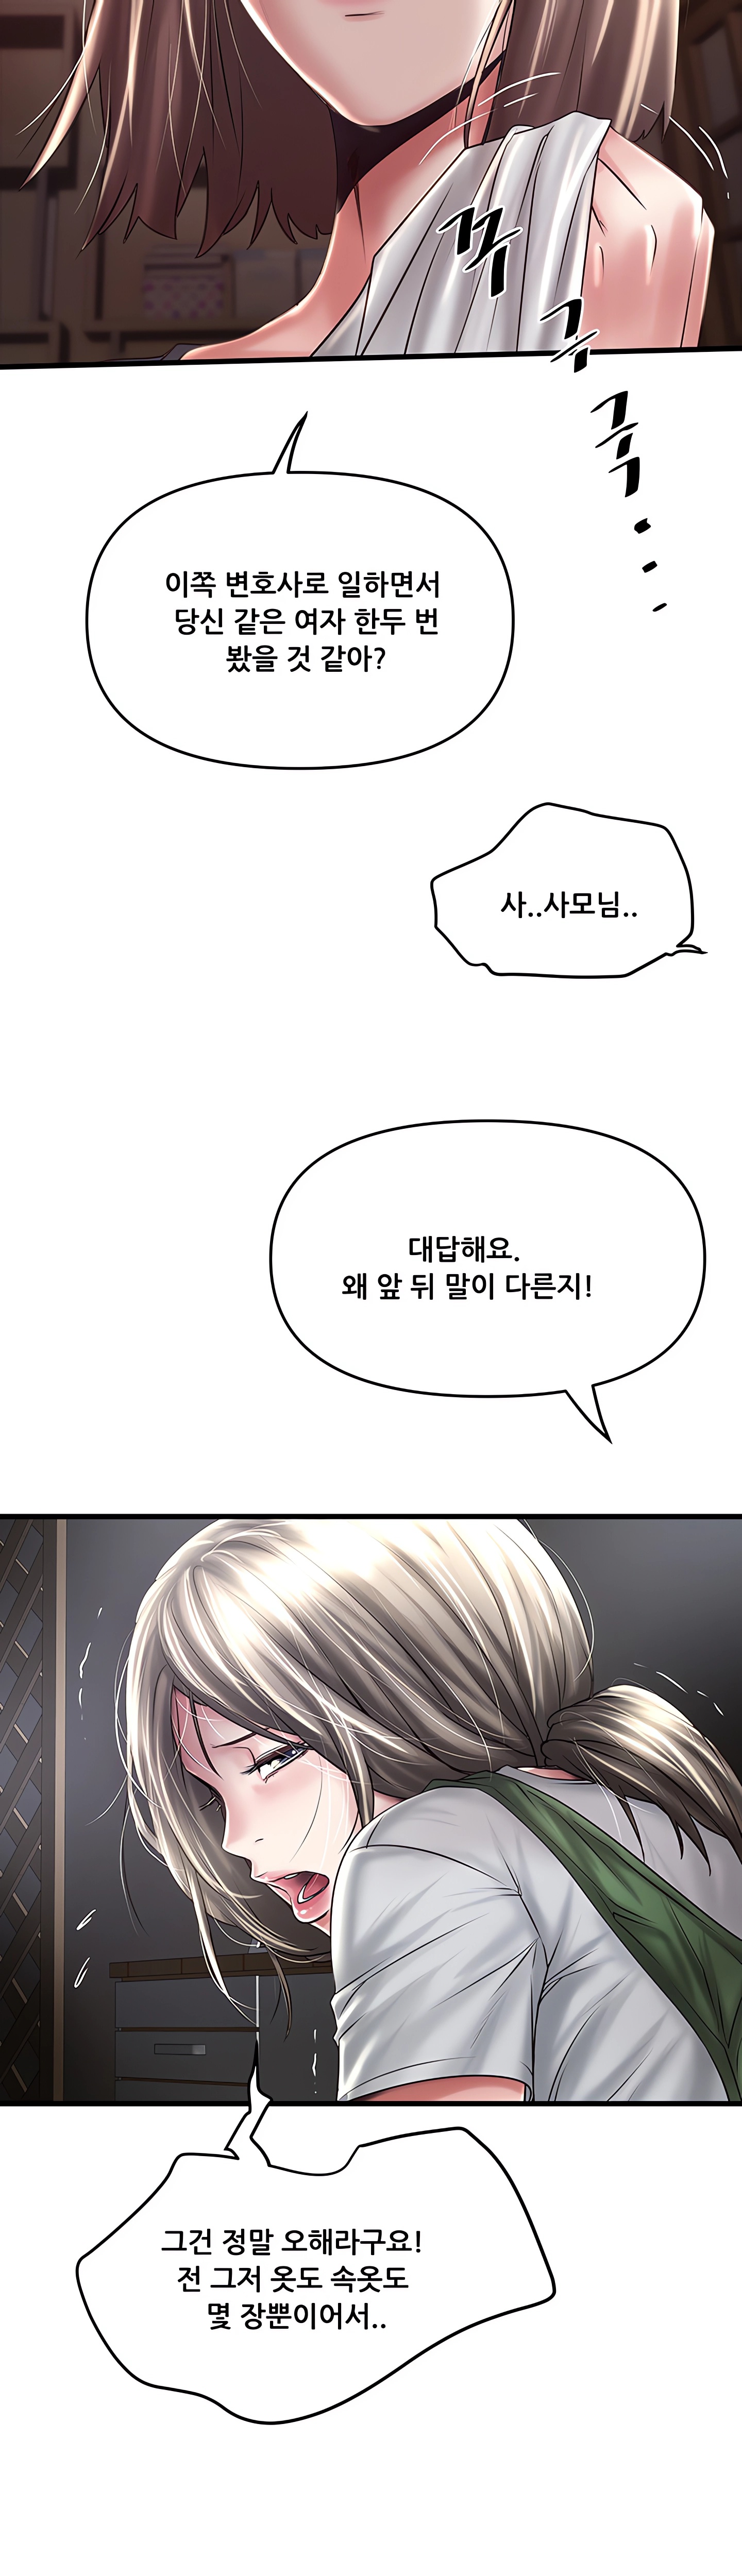 이쪽 변호사로 일하면서
당신 같은 여자 한두 번
봤을 것 같아?
사..사모님..
대답해요.
왜 앞 뒤 말이 다른지!
그건 정말 오해라구요!
전 그저 옷도 속옷도
몇 장뿐이어서..